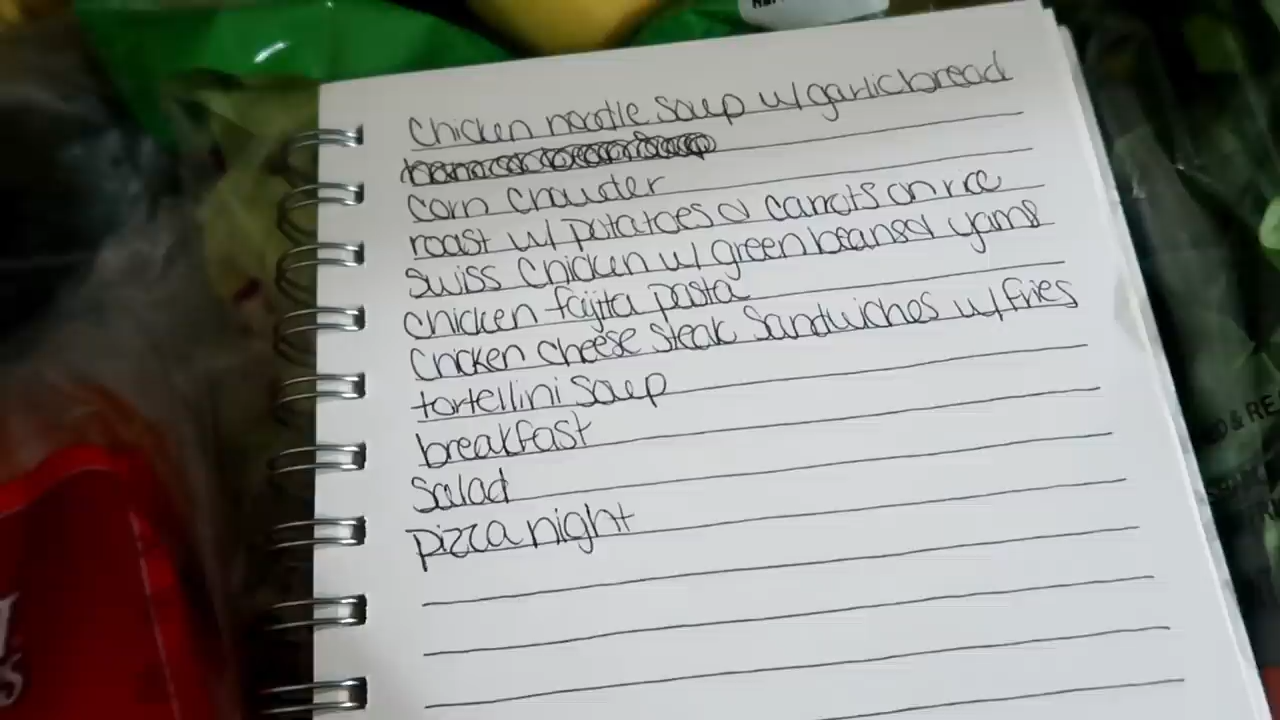 Chicken noodle soup w/ garlic bread
corn chowder
roast w/ potatoes & carrots on rice
swiss chicken w/ green beans & yams
chicken fajita pasta
chicken cheese steak sandwiches w/ fries
tortellini soup
breakfast
salad
pizza night
& RE